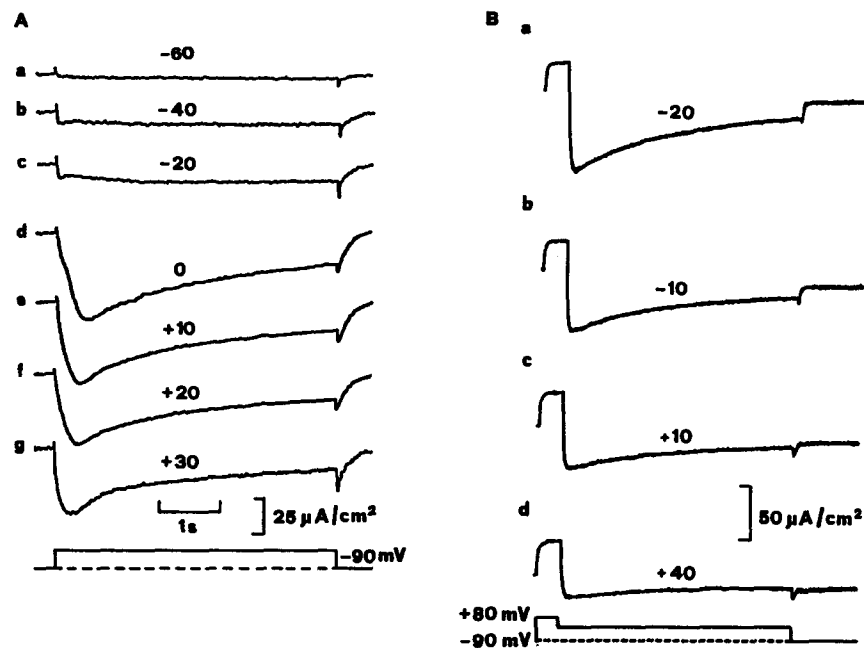 A
a
-60
b
-40
c
-20
d
0
e
+10
f
+20
g
+30
1s
25 μA/cm²
-90 mV
B
a
-20
b
-10
c
+10
50 μA/cm²
d
+40
+80 mV
-90 mV